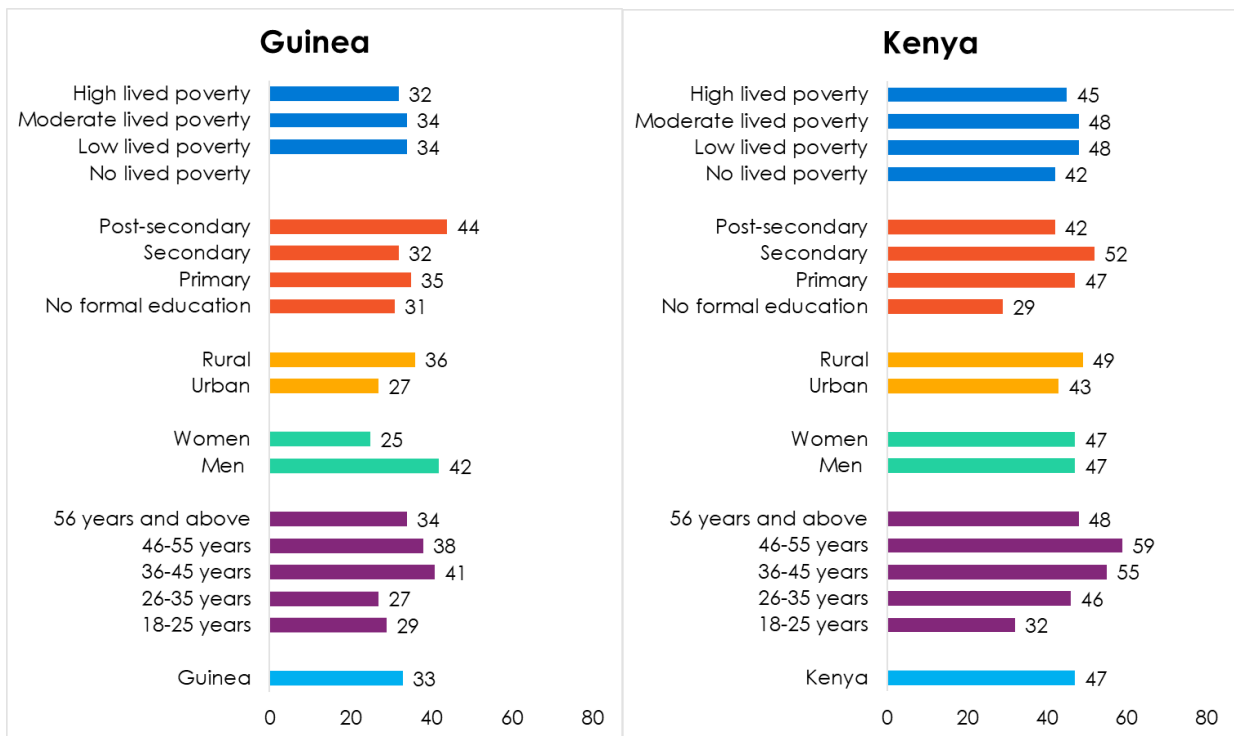 Guinea
High lived poverty 32
Moderate lived poverty 34
Low lived poverty 34
No lived poverty
Post-secondary 44
Secondary 32
Primary 35
No formal education 31
Rural 36
Urban 27
Women 25
Men 42
56 years and above 34
46-55 years 38
36-45 years 41
26-35 years 27
18-25 years 29
Guinea 33
0 20 40 60 80
Kenya
High lived poverty 45
Moderate lived poverty 48
Low lived poverty 48
No lived poverty 42
Post-secondary 42
Secondary 52
Primary 47
No formal education 29
Rural 49
Urban 43
Women 47
Men 47
56 years and above 48
46-55 years 59
36-45 years 55
26-35 years 46
18-25 years 32
Kenya 47
0 20 40 60 80